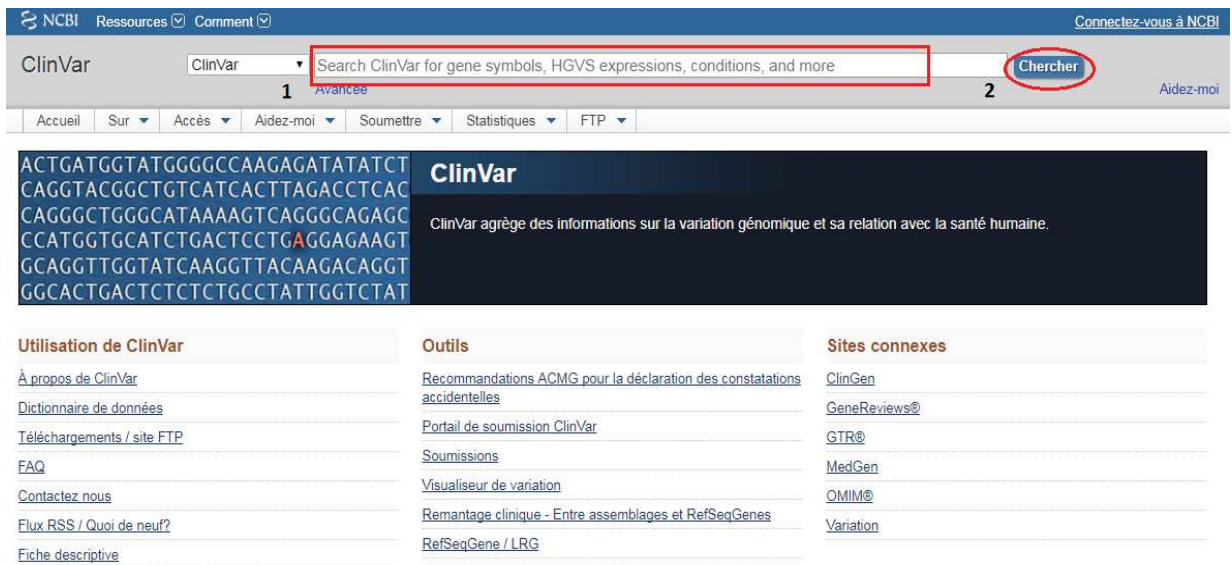 NCBI Ressources Comment Connectez-vous à NCBI
ClinVar ClinVar Search ClinVar for gene symbols, HGVS expressions, conditions, and more Chercher
1 Avancée 2 Aidez-moi
Accueil Sur Accès Aidez-moi Soumettre Statistiques FTP
ACTGATGGTATGGGGCCAAGAGATATATCT
CAGGTACGGCTGTCATCACTTAGACCTCAC
CAGGGCTGGGCATAAAAGTCAGGGCAGAGC
CCATGGTGCATCTGACTCCTGAGGAGAAGT
GCAGGTTGGTATCAAGGTTACAAGACAGGT
GGCACTGACTCTCTCTGCCTATTGGTCTAT
ClinVar
ClinVar agrège des informations sur la variation génomique et sa relation avec la santé humaine.
Utilisation de ClinVar
À propos de ClinVar
Dictionnaire de données
Téléchargements / site FTP
FAQ
Contactez nous
Flux RSS / Quoi de neuf?
Fiche descriptive
Outils
Recommandations ACMG pour la déclaration des constatations
accidentelles
Portail de soumission ClinVar
Soumissions
Visualiseur de variation
Remantage clinique - Entre assemblages et RefSeqGenes
RefSeqGene / LRG
Sites connexes
ClinGen
GeneReviews®
GTR®
MedGen
OMIM®
Variation